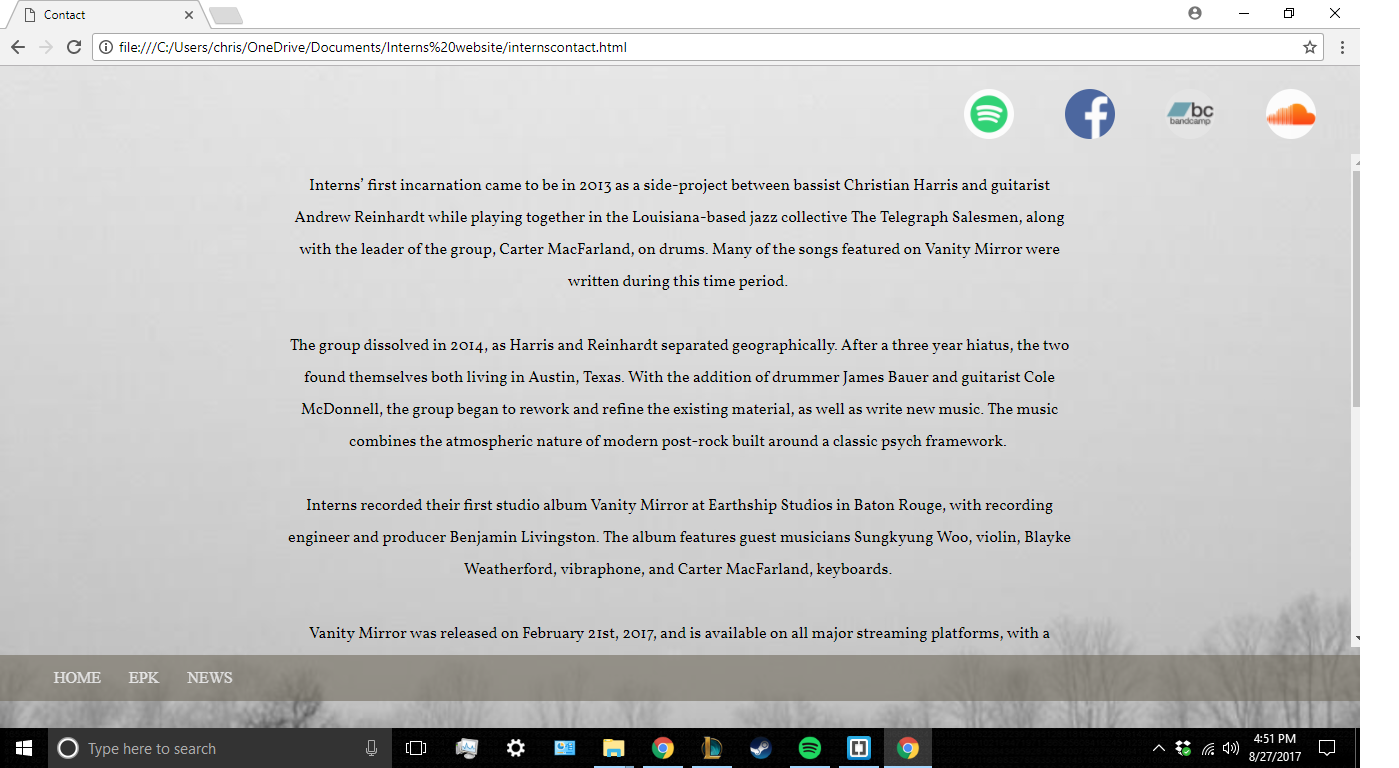 Contact
file:///C:/Users/chris/OneDrive/Documents/Interns%20website/internscontact.html
bc
bandcamp
Interns’ first incarnation came to be in 2013 as a side-project between bassist Christian Harris and guitarist
Andrew Reinhardt while playing together in the Louisiana-based jazz collective The Telegraph Salesmen, along
with the leader of the group, Carter MacFarland, on drums. Many of the songs featured on Vanity Mirror were
written during this time period.
The group dissolved in 2014, as Harris and Reinhardt separated geographically. After a three year hiatus, the two
found themselves both living in Austin, Texas. With the addition of drummer James Bauer and guitarist Cole
McDonnell, the group began to rework and refine the existing material, as well as write new music. The music
combines the atmospheric nature of modern post-rock built around a classic psych framework.
Interns recorded their first studio album Vanity Mirror at Earthship Studios in Baton Rouge, with recording
engineer and producer Benjamin Livingston. The album features guest musicians Sungkyung Woo, violin, Blayke
Weatherford, vibraphone, and Carter MacFarland, keyboards.
Vanity Mirror was released on February 21st, 2017, and is available on all major streaming platforms, with a
HOME EPK NEWS
Type here to search
4:51 PM
8/27/2017